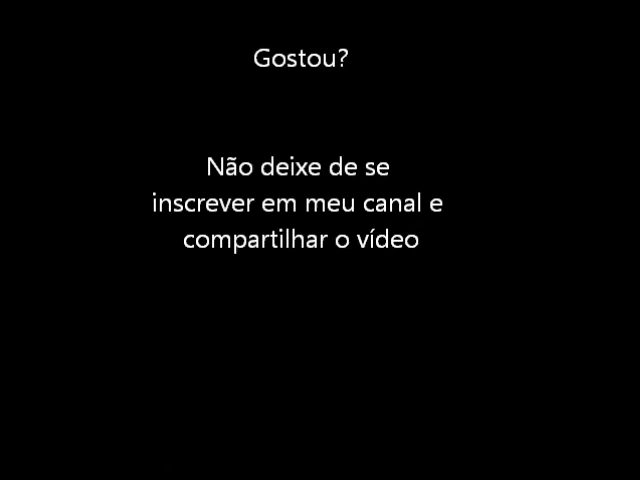 Gostou?
Não deixe de se
inscrever em meu canal e
compartilhar o vídeo